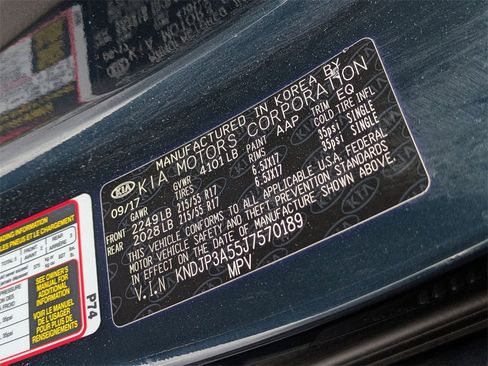 MANUFACTURED IN KOREA BY
KIA KIA MOTORS CORPORATION
09/17 GVWR 4101LB PAINT AAP TRIM EQ
GAWR TIRES RIMS COLD TIRE INFL
FRONT 2249LB 215/55 R17 6.5JX17 35psi SINGLE
REAR 2028LB 215/55 R17 6.5JX17 35psi SINGLE
THIS VEHICLE CONFORMS TO ALL APPLICABLE U.S.A. FEDERAL
MOTOR VEHICLE SAFETY AND THEFT PREVENTION STANDARDS
IN EFFECT ON THE DATE OF MANUFACTURE SHOWN ABOVE.
V.I.N KNDJP3A55J7570189
MPV
SEE OWNER'S
MANUAL FOR
ADDITIONAL
INFORMATION
VOIR LE MANUEL
DE L'USAGER
POUR PLUS DE
RENSEIGNEMENTS
P74